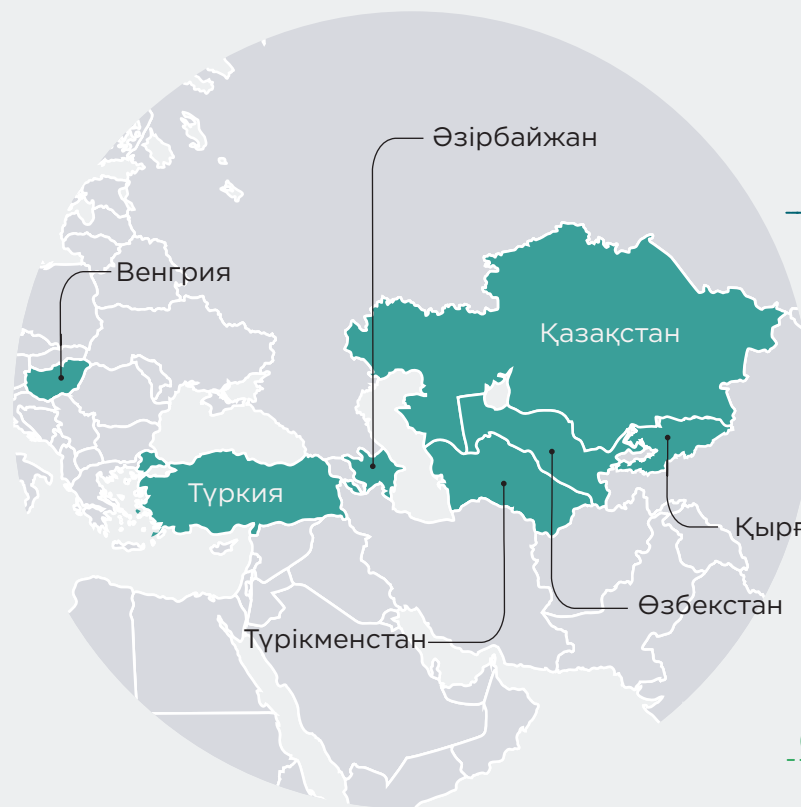 Әзірбайжан
Венгрия
Қазақстан
Түркия
Өзбекстан
Түрікменстан